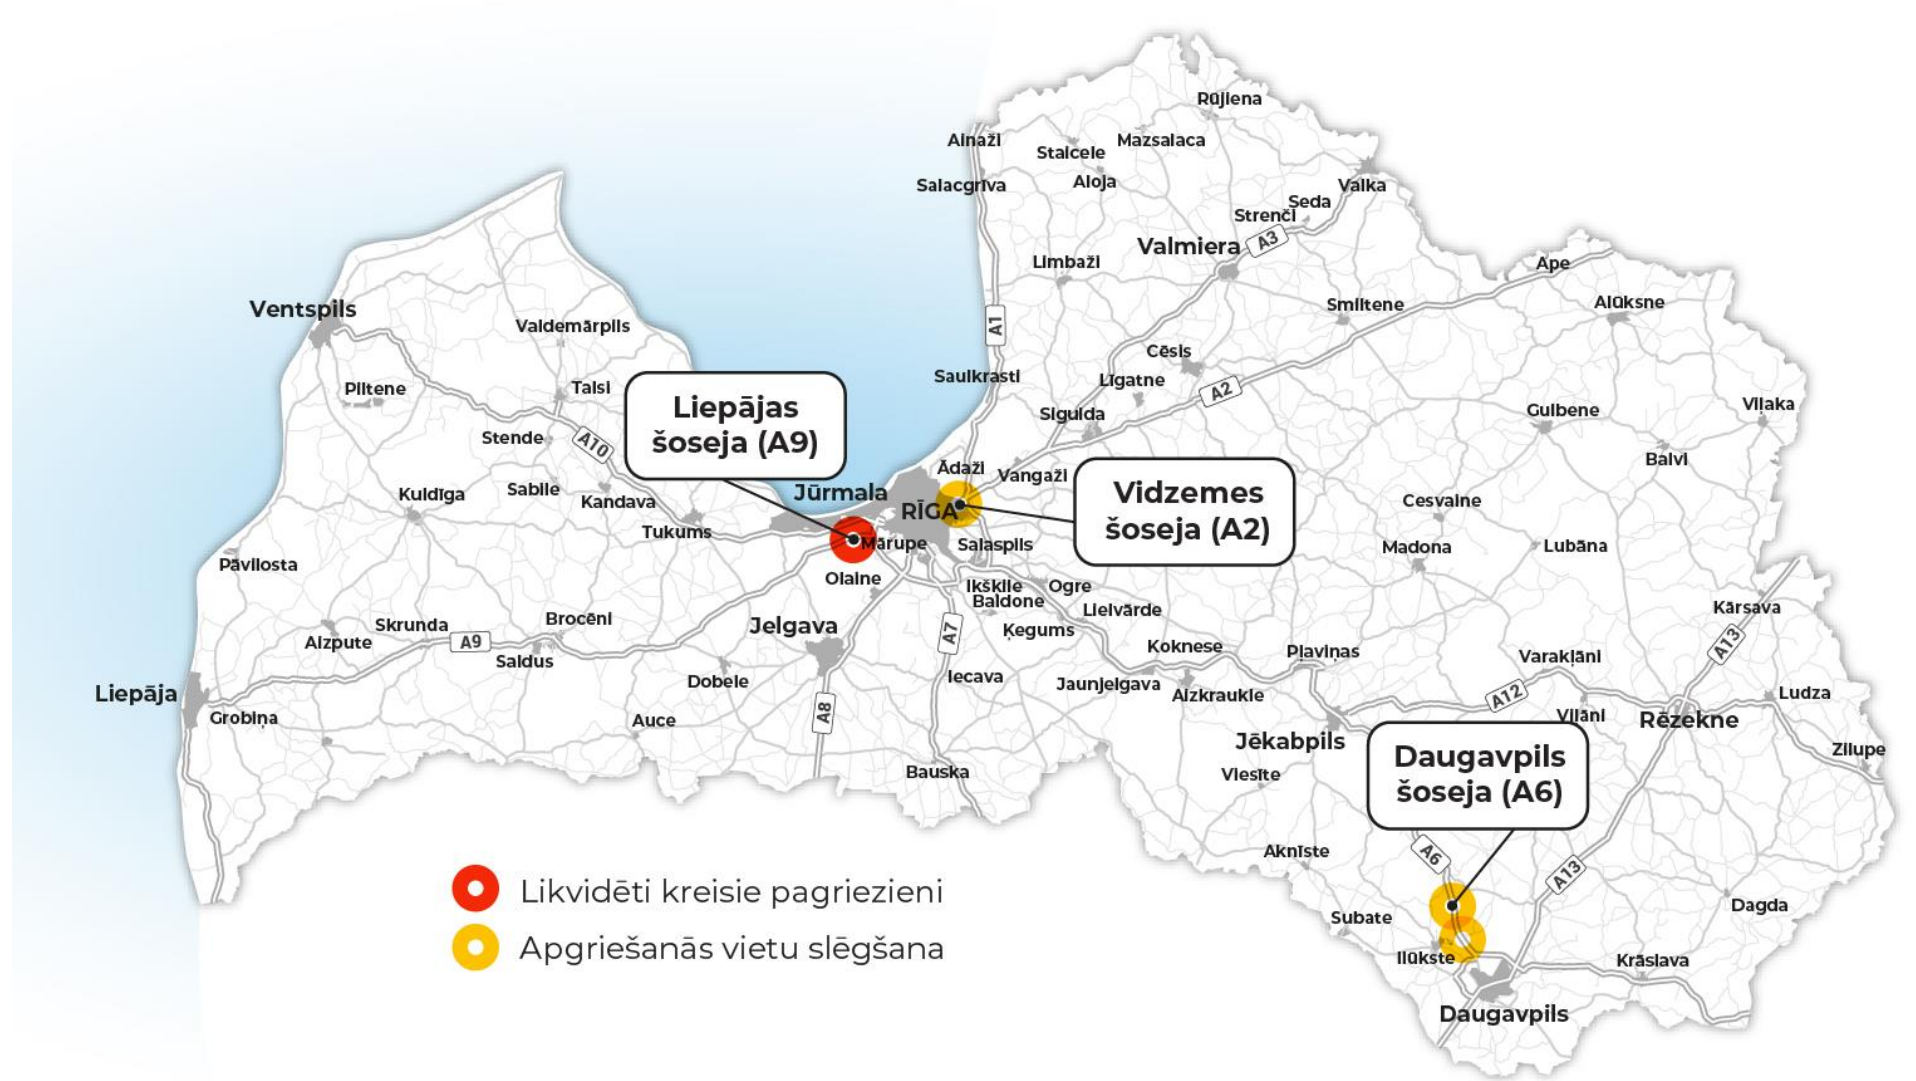 Rūjiena
Ainaži
Mazsalaca
Staicele
Salacgrīva
Aloja
Valka
Seda
Strenči
Valmiera
A3
Limbaži
Ape
Ventspils
Smiltene
Alūksne
Valdemārpils
A1
Cēsis
Saulkrasti
Līgatne
Piltene
Talsi
A2
Liepājas
šoseja (A9)
Sigulda
Gulbene
Viļaka
Stende
A10
Balvi
Ādaži
Vangaži
Kuldīga
Sabile
Kandava
Jūrmala
Vidzemes
šoseja (A2)
Cesvaine
RĪGA
Tukums
Mārupe
Salaspils
Madona
Lubāna
Pāvilosta
Olaine
Ikšķile
Ogre
Baldone
Lielvārde
Kārsava
Skrunda
Brocēni
Jelgava
Ķegums
A7
A13
Aizpute
A9
Saldus
Koknese
Pļaviņas
Varakļāni
Dobele
Iecava
Jaunjelgava
Aizkraukle
A12
Ludza
Liepāja
Grobiņa
Auce
A8
Viļāni
Rēzekne
Jēkabpils
Zilupe
Bauska
Viesīte
Daugavpils
šoseja (A6)
Aknīste
A6
A13
Likvidēti kreisie pagriezieni
Subate
Dagda
Apgriešanās vietu slēgšana
Ilūkste
Krāslava
Daugavpils